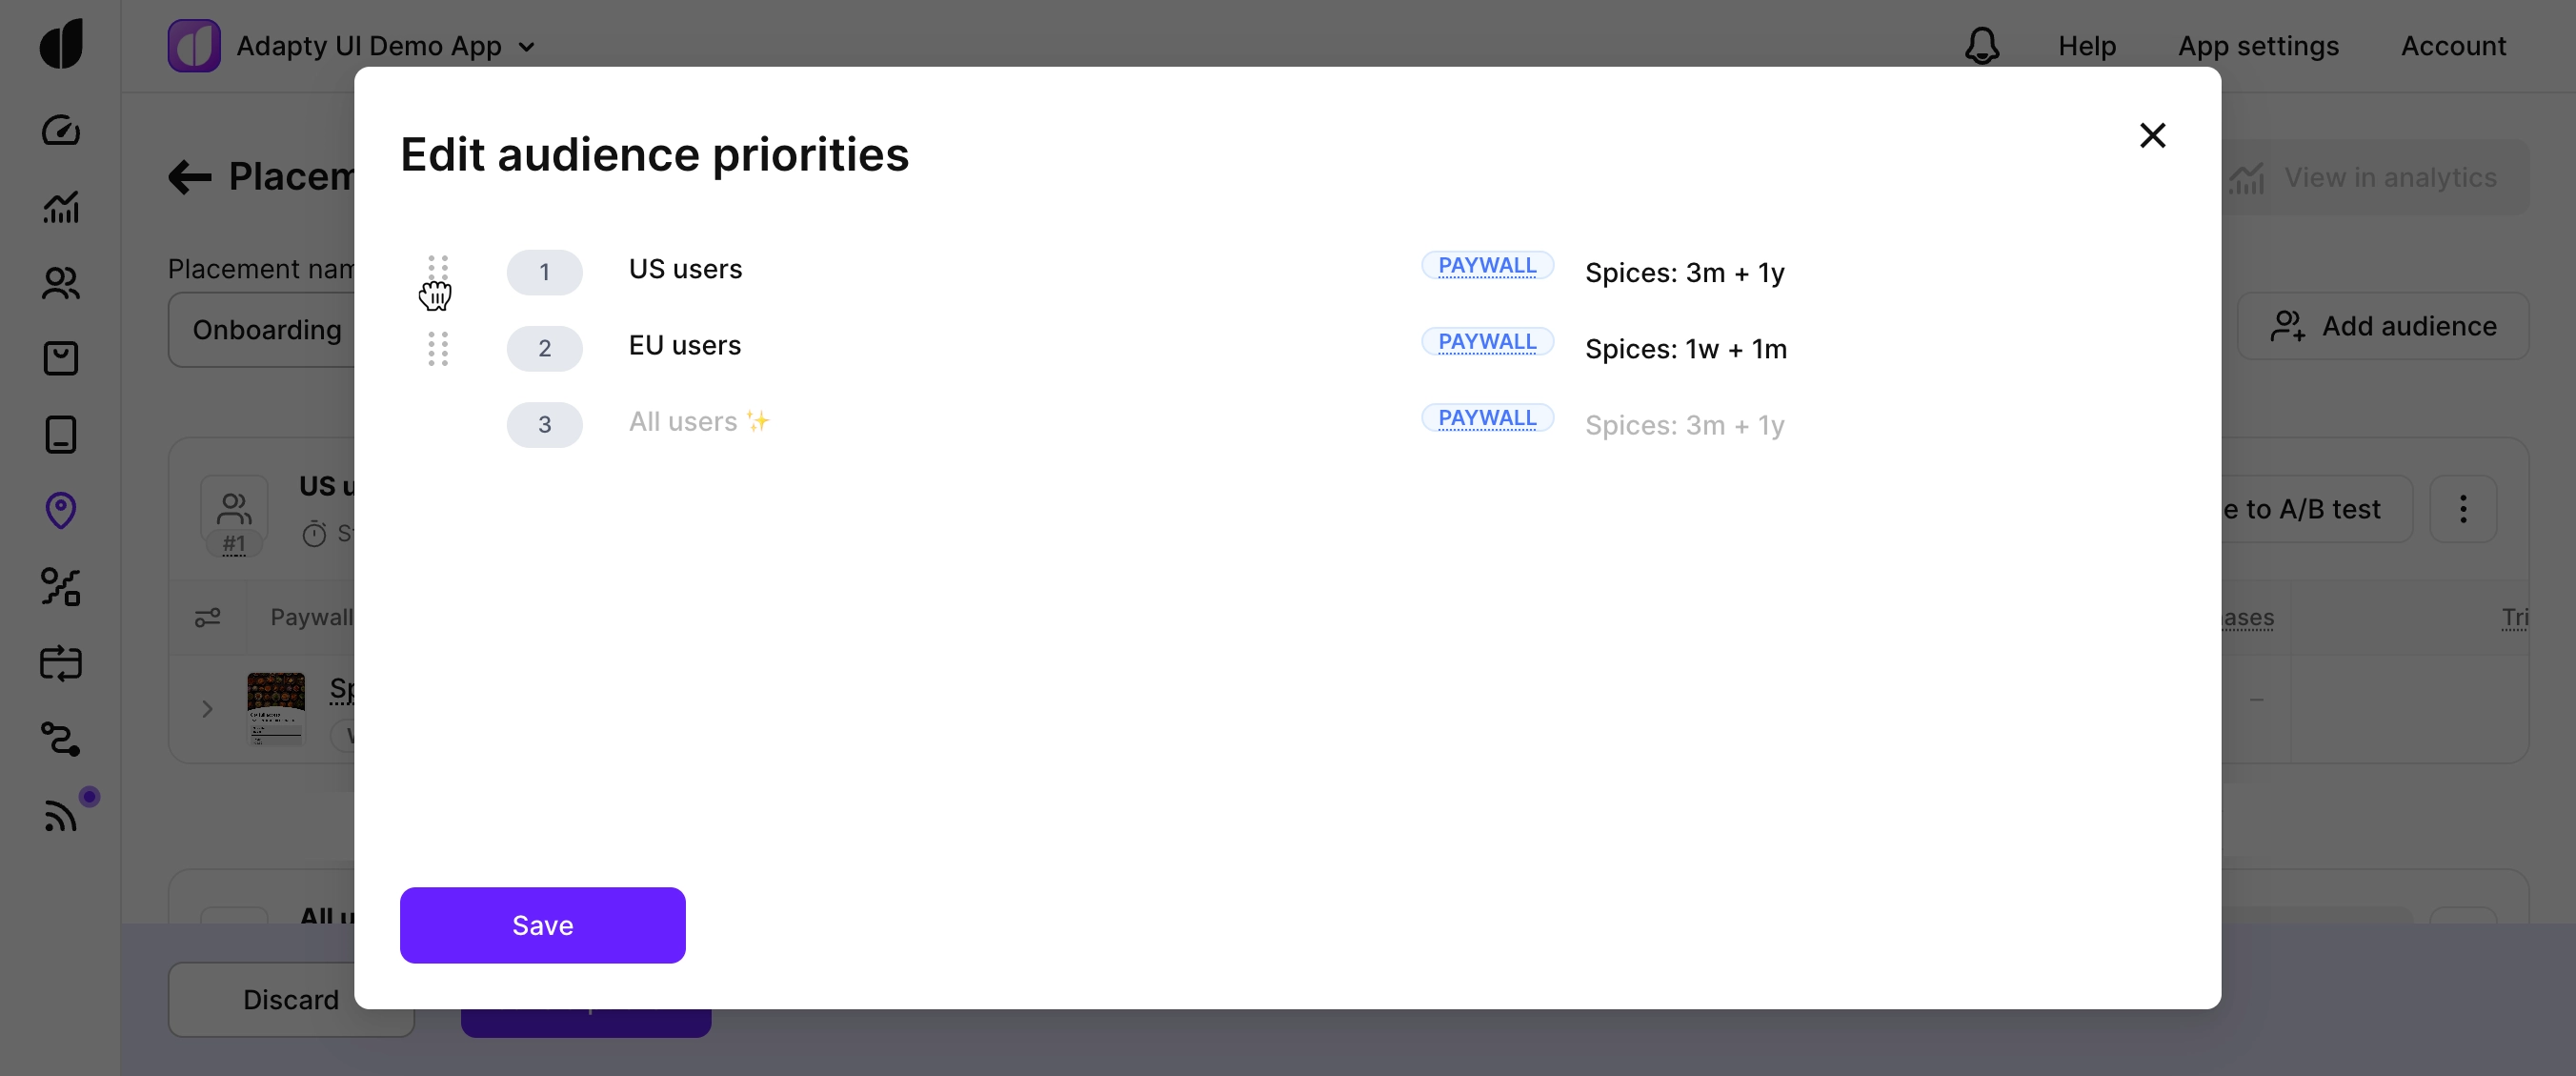 Adapty UI Demo App
Help
App settings
Account
Edit audience priorities
Placem
View in analytics
1
US users
PAYWALL
Spices: 3m + 1y
Placement nam
Onboarding
2
EU users
PAYWALL
Spices: 1w + 1m
Add audience
3
All users ✨
PAYWALL
Spices: 3m + 1y
US u
#1
St
e to A/B test
Paywall
ases
Tri
Sp
–
All u
Save
Discard